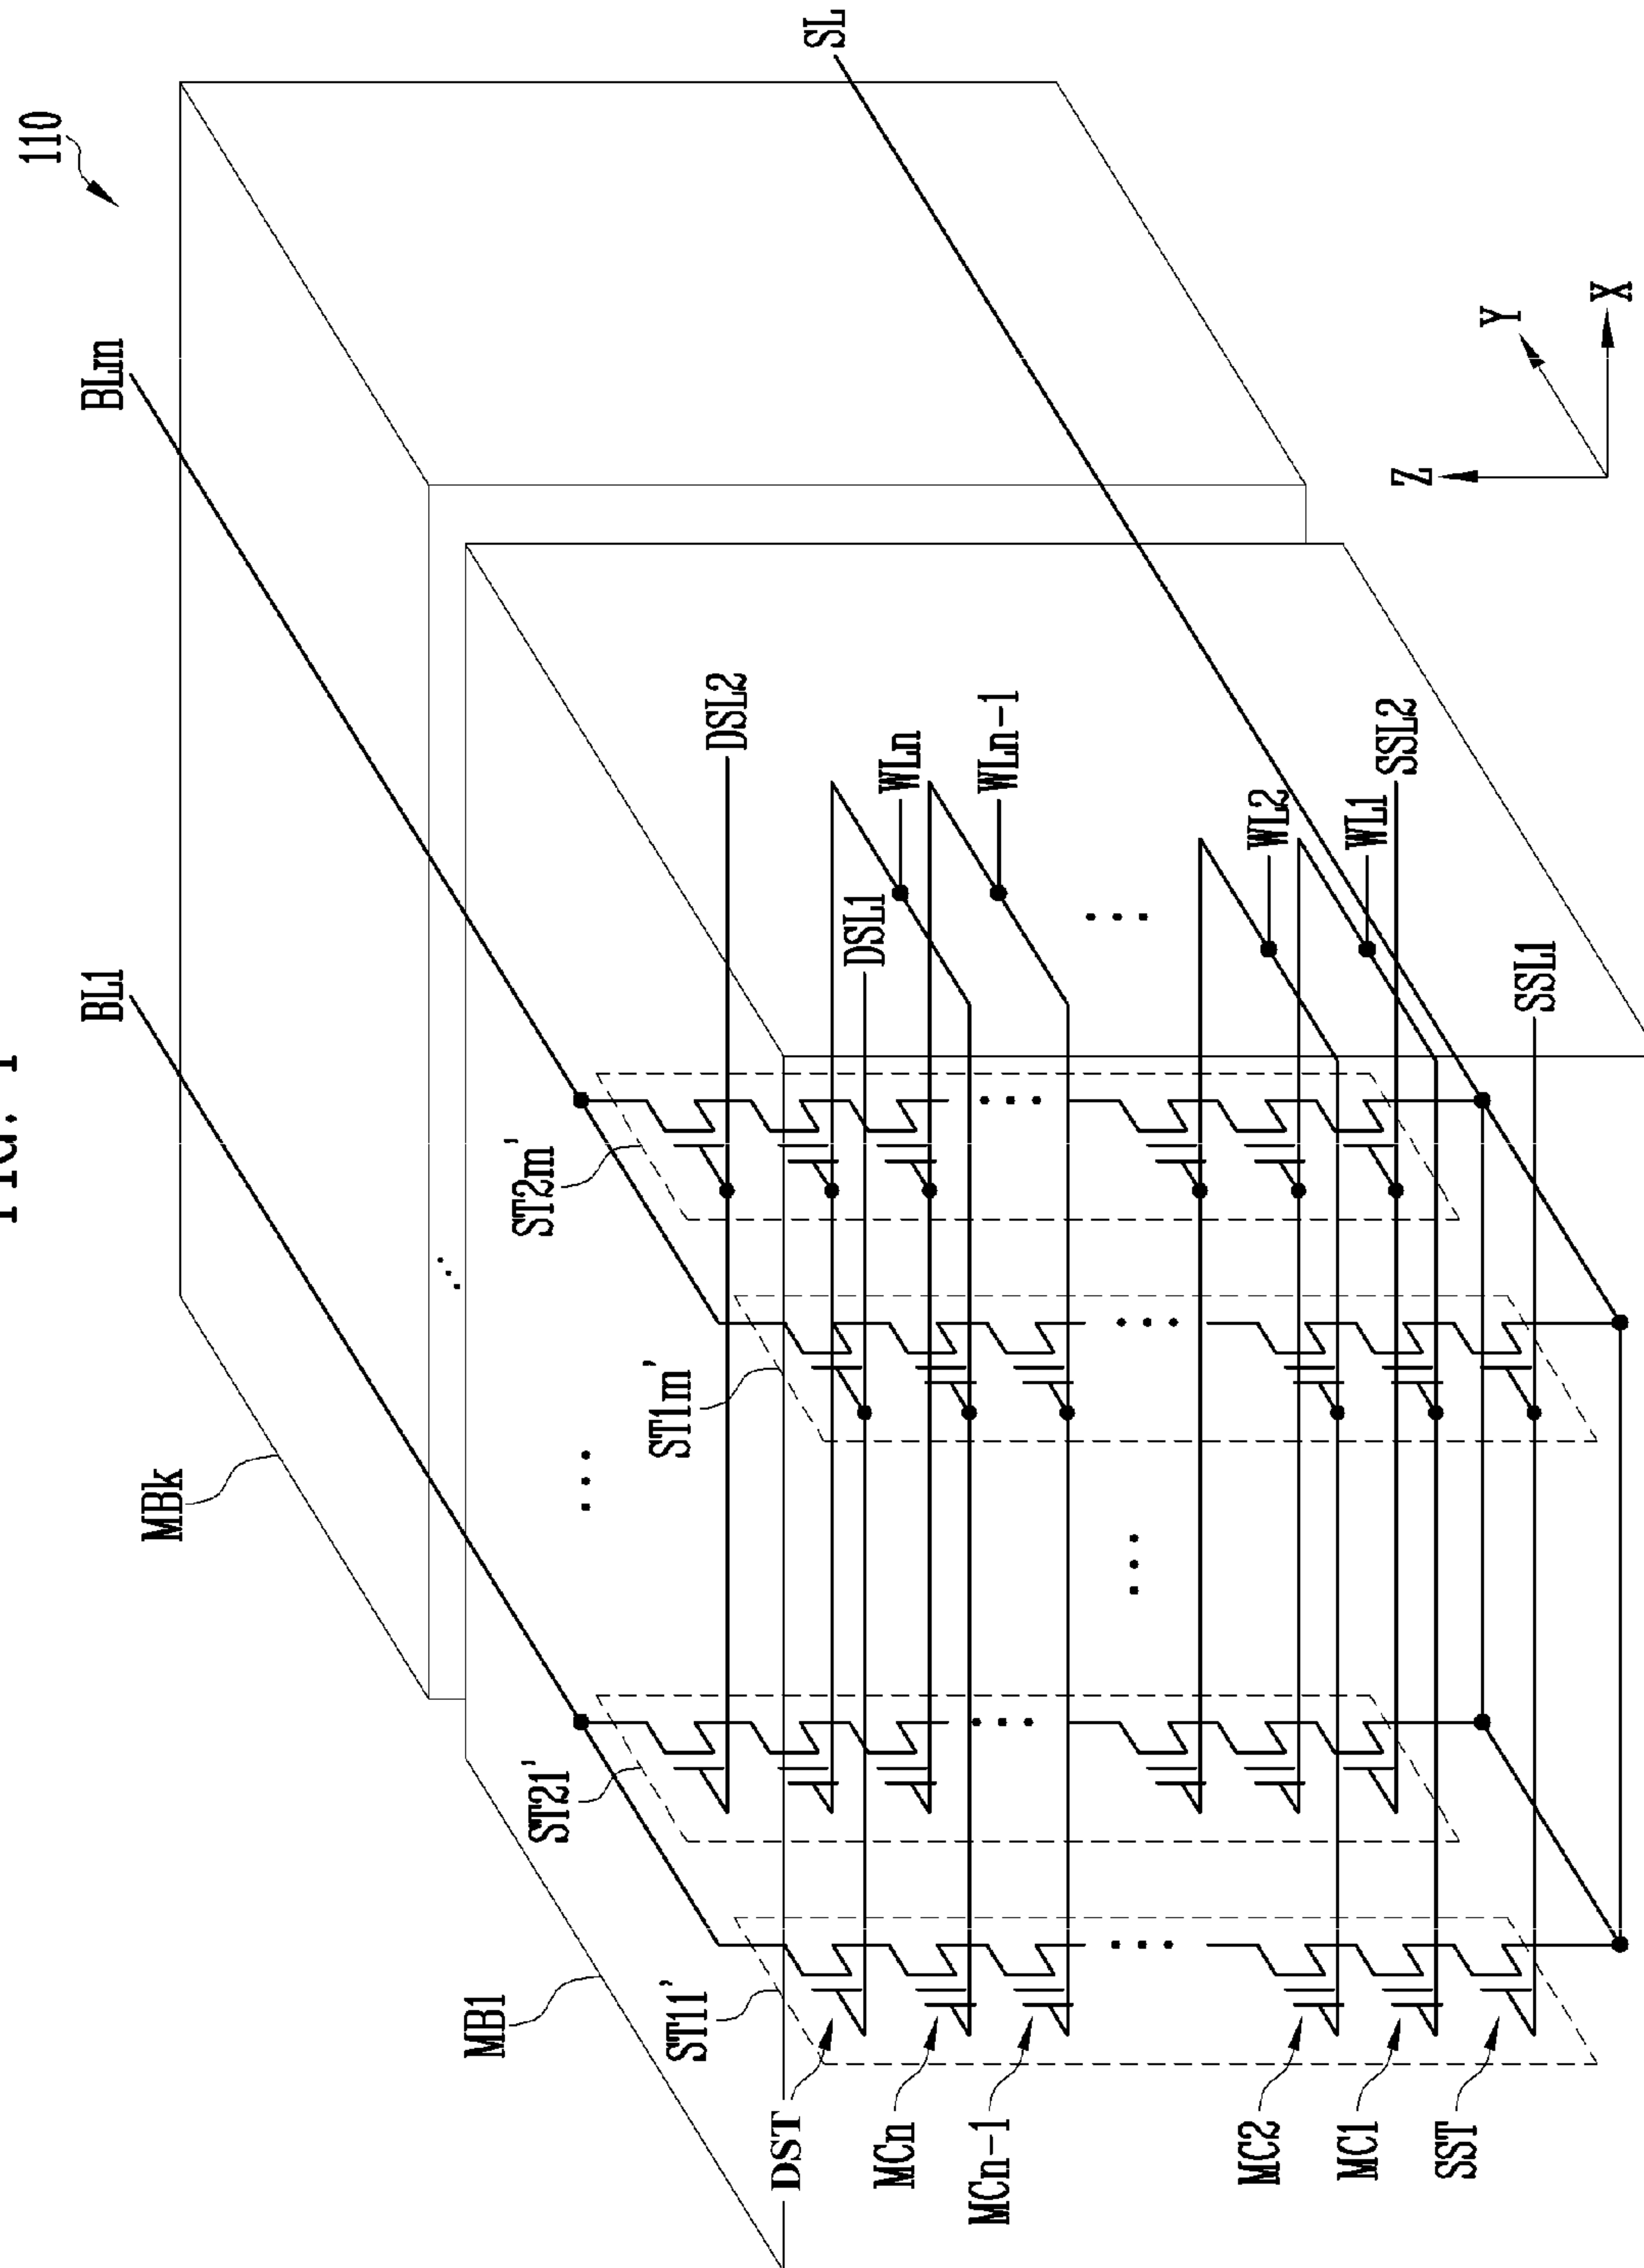 FIG.
110
BL1
BLm
MBk
MB1
ST2m'
ST21'
ST1m'
ST11'
DSL2
DST
SL
DSL1
MCn
WLn
MCn-1
WLn-1
MC2
WL2
MC1
WL1
SSL2
Z
SST
Y
SSL1
X